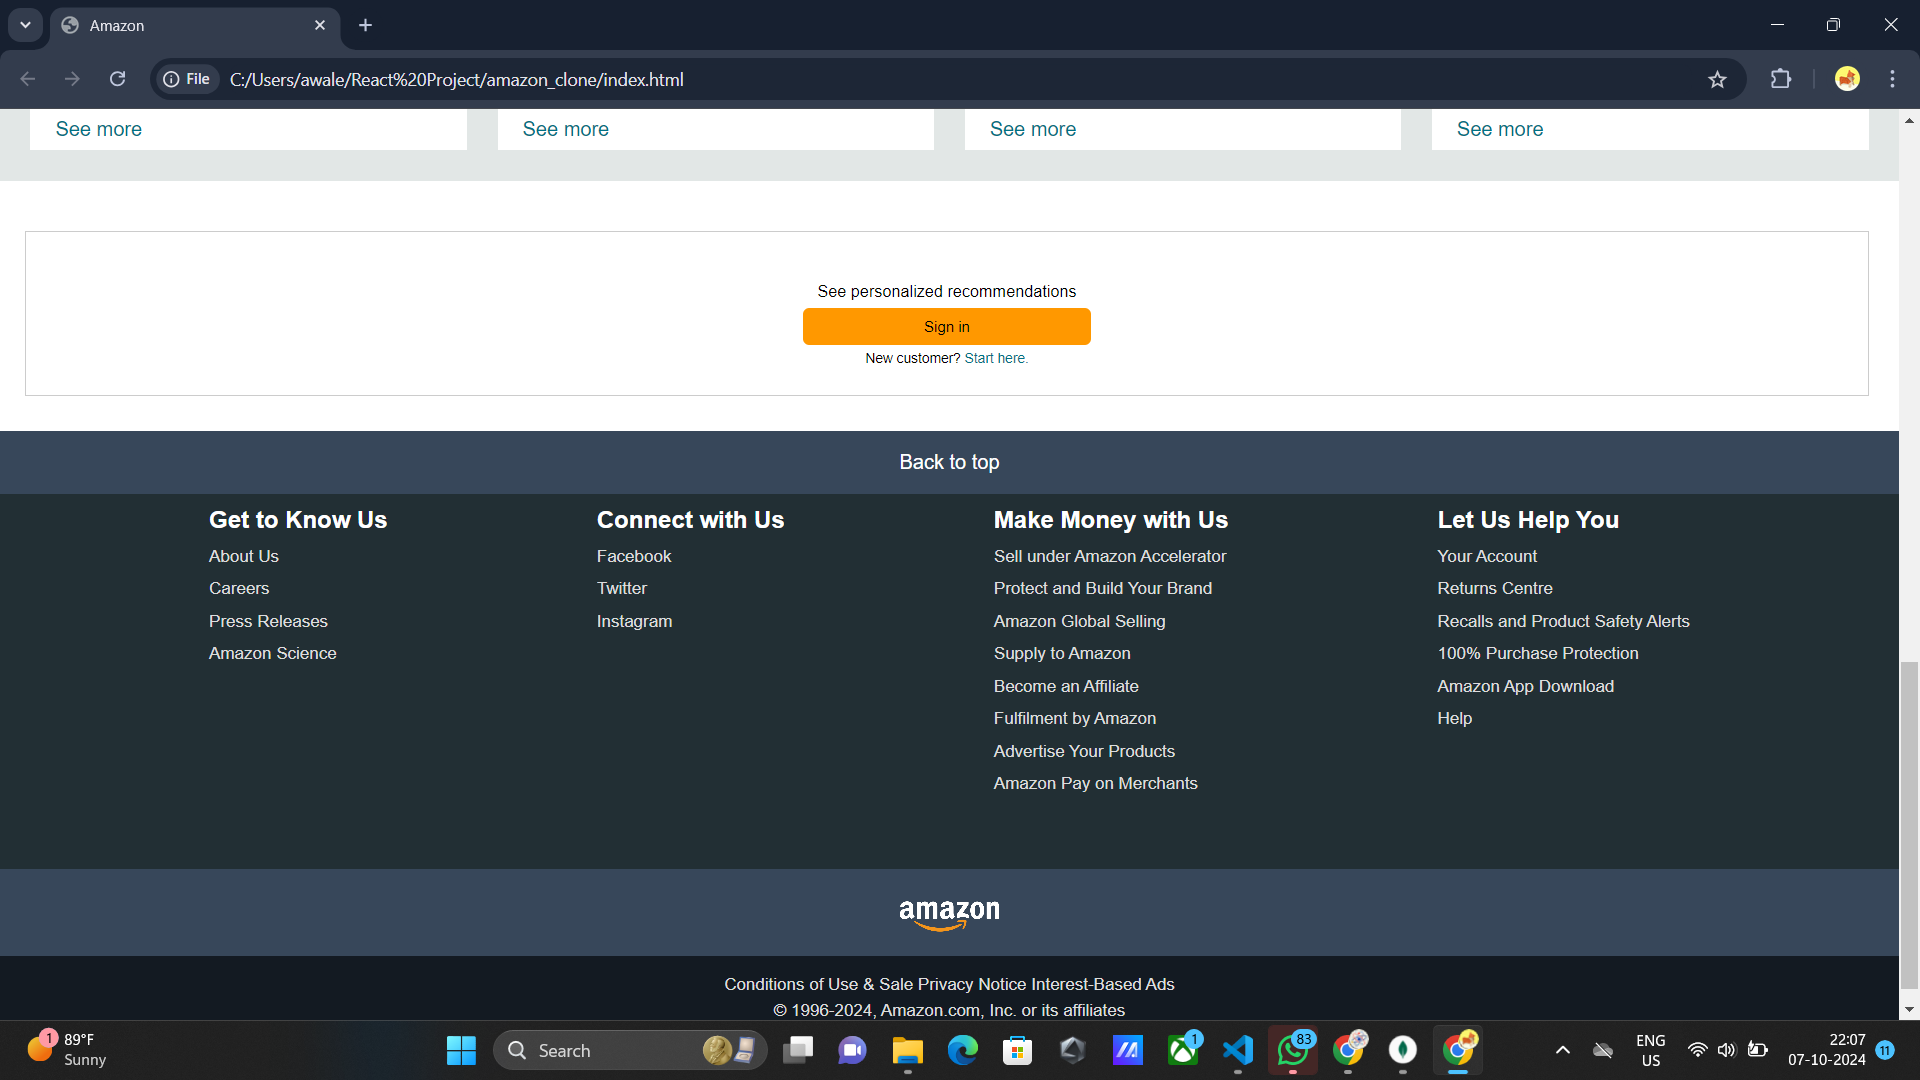 Amazon
File C:/Users/awale/React%20Project/amazon_clone/index.html
See more See more See more See more
See personalized recommendations
Sign in
New customer? Start here.
Back to top
Get to Know Us
About Us
Careers
Press Releases
Amazon Science
Connect with Us
Facebook
Twitter
Instagram
Make Money with Us
Sell under Amazon Accelerator
Protect and Build Your Brand
Amazon Global Selling
Supply to Amazon
Become an Affiliate
Fulfilment by Amazon
Advertise Your Products
Amazon Pay on Merchants
Let Us Help You
Your Account
Returns Centre
Recalls and Product Safety Alerts
100% Purchase Protection
Amazon App Download
Help
amazon
Conditions of Use & Sale Privacy Notice Interest-Based Ads
© 1996-2024, Amazon.com, Inc. or its affiliates
1
89°F
Sunny
Search
1
83
ENG
US
22:07
07-10-2024
11